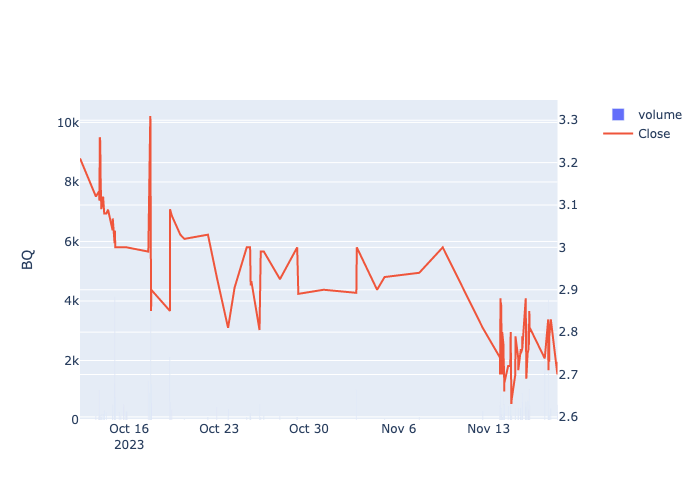 10k
8k
6k
4k
2k
0
BQ
3.3
3.2
3.1
3
2.9
2.8
2.7
2.6
Oct 16
2023
Oct 23
Oct 30
Nov 6
Nov 13
volume
Close